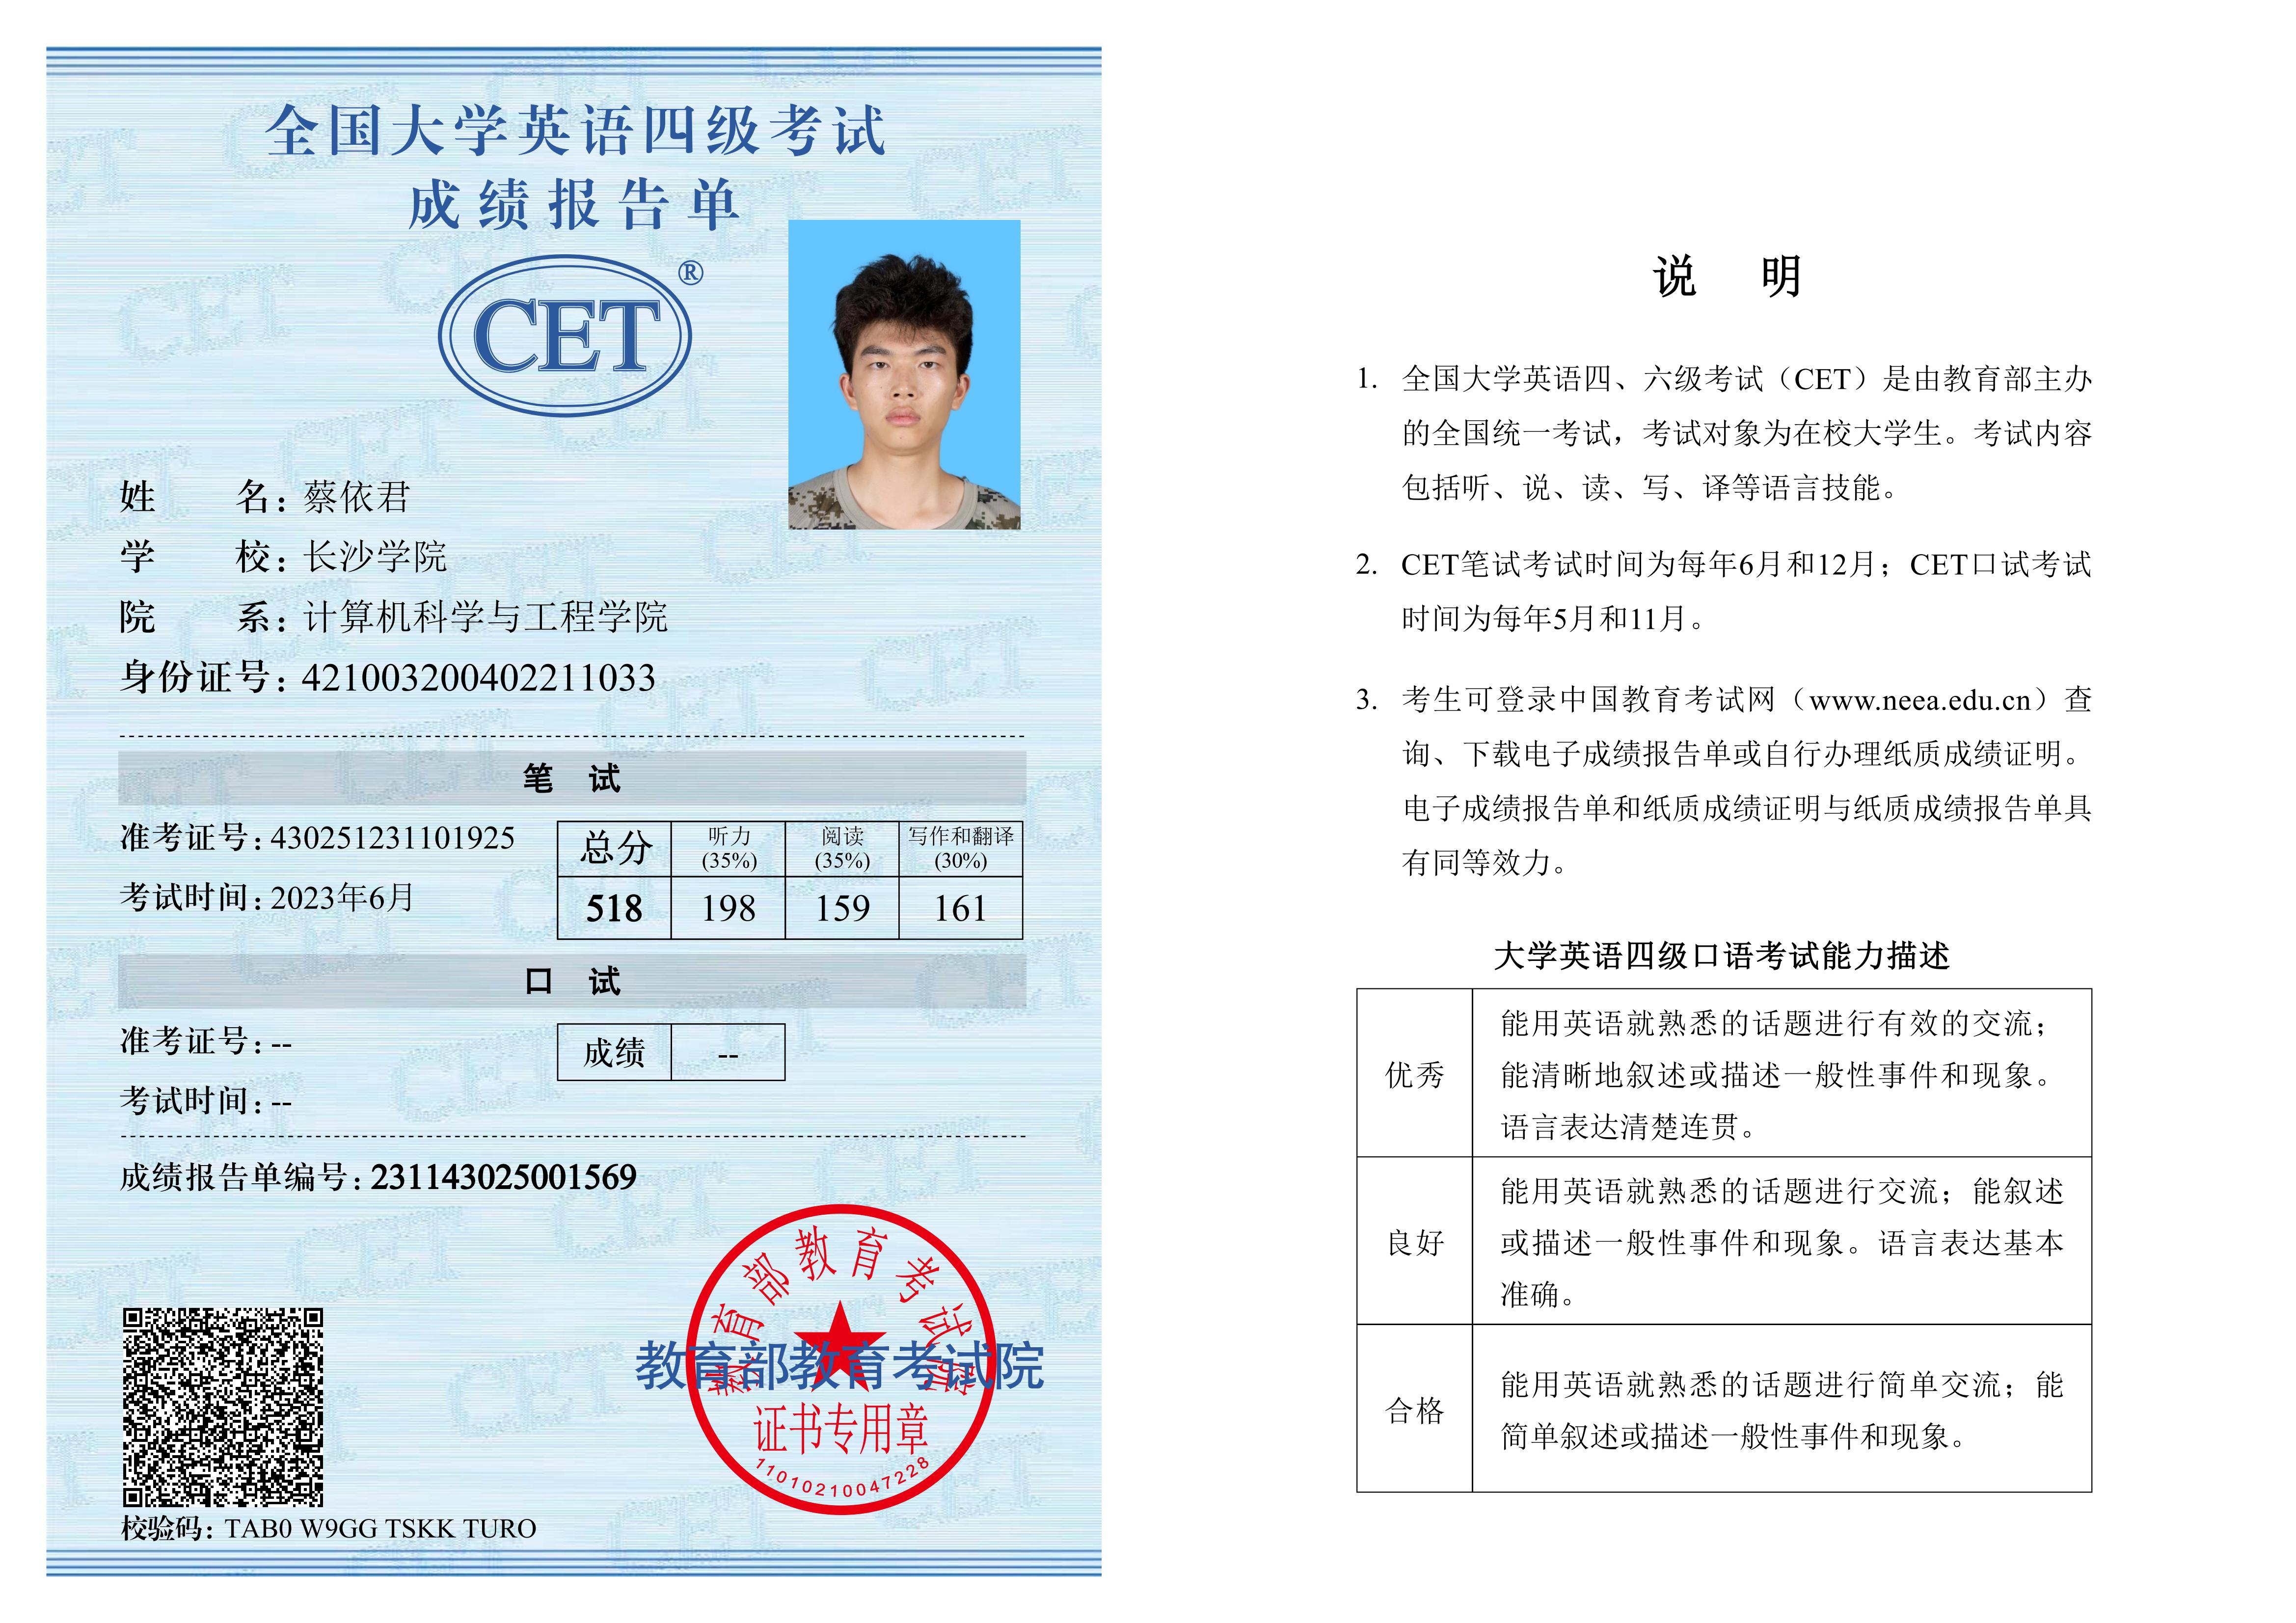 全国大学英语四级考试
成绩报告单
CET®
姓名：蔡依君
学校：长沙学院
院系：计算机科学与工程学院
身份证号：421003200402211033
笔试
准考证号：430251231101925
考试时间：2023年6月
总分 听力(35%) 阅读(35%) 写作和翻译(30%)
518 198 159 161
口试
准考证号：--
考试时间：--
成绩 --
成绩报告单编号：231143025001569
教育部教育考试院
教育部教育考试院
证书专用章
11010210047228
校验码：TAB0 W9GG TSKK TURO
说明
1. 全国大学英语四、六级考试（CET）是由教育部主办
的全国统一考试，考试对象为在校大学生。考试内容
包括听、说、读、写、译等语言技能。
2. CET笔试考试时间为每年6月和12月；CET口试考试
时间为每年5月和11月。
3. 考生可登录中国教育考试网（www.neea.edu.cn）查
询、下载电子成绩报告单或自行办理纸质成绩证明。
电子成绩报告单和纸质成绩证明与纸质成绩报告单具
有同等效力。
大学英语四级口语考试能力描述
优秀
能用英语就熟悉的话题进行有效的交流；
能清晰地叙述或描述一般性事件和现象。
语言表达清楚连贯。
良好
能用英语就熟悉的话题进行交流；能叙述
或描述一般性事件和现象。语言表达基本
准确。
合格
能用英语就熟悉的话题进行简单交流；能
简单叙述或描述一般性事件和现象。